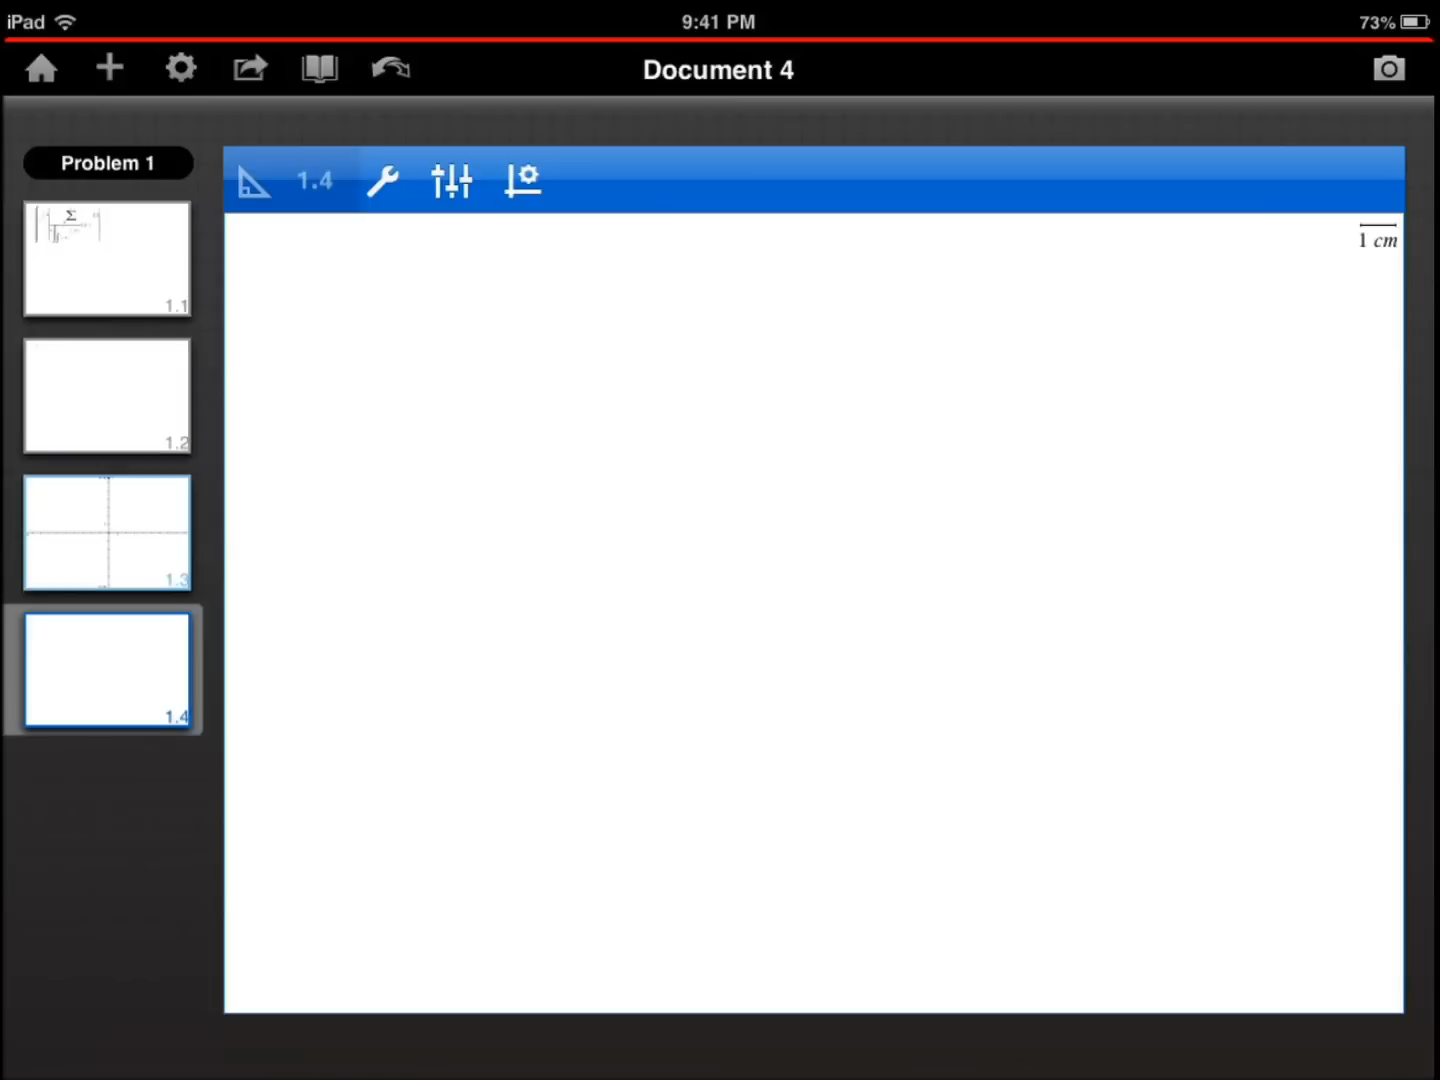 iPad 9:41 PM 73%
Document 4
Problem 1
Σ
1.1
1.2
1.3
1.4
1.4
1 cm